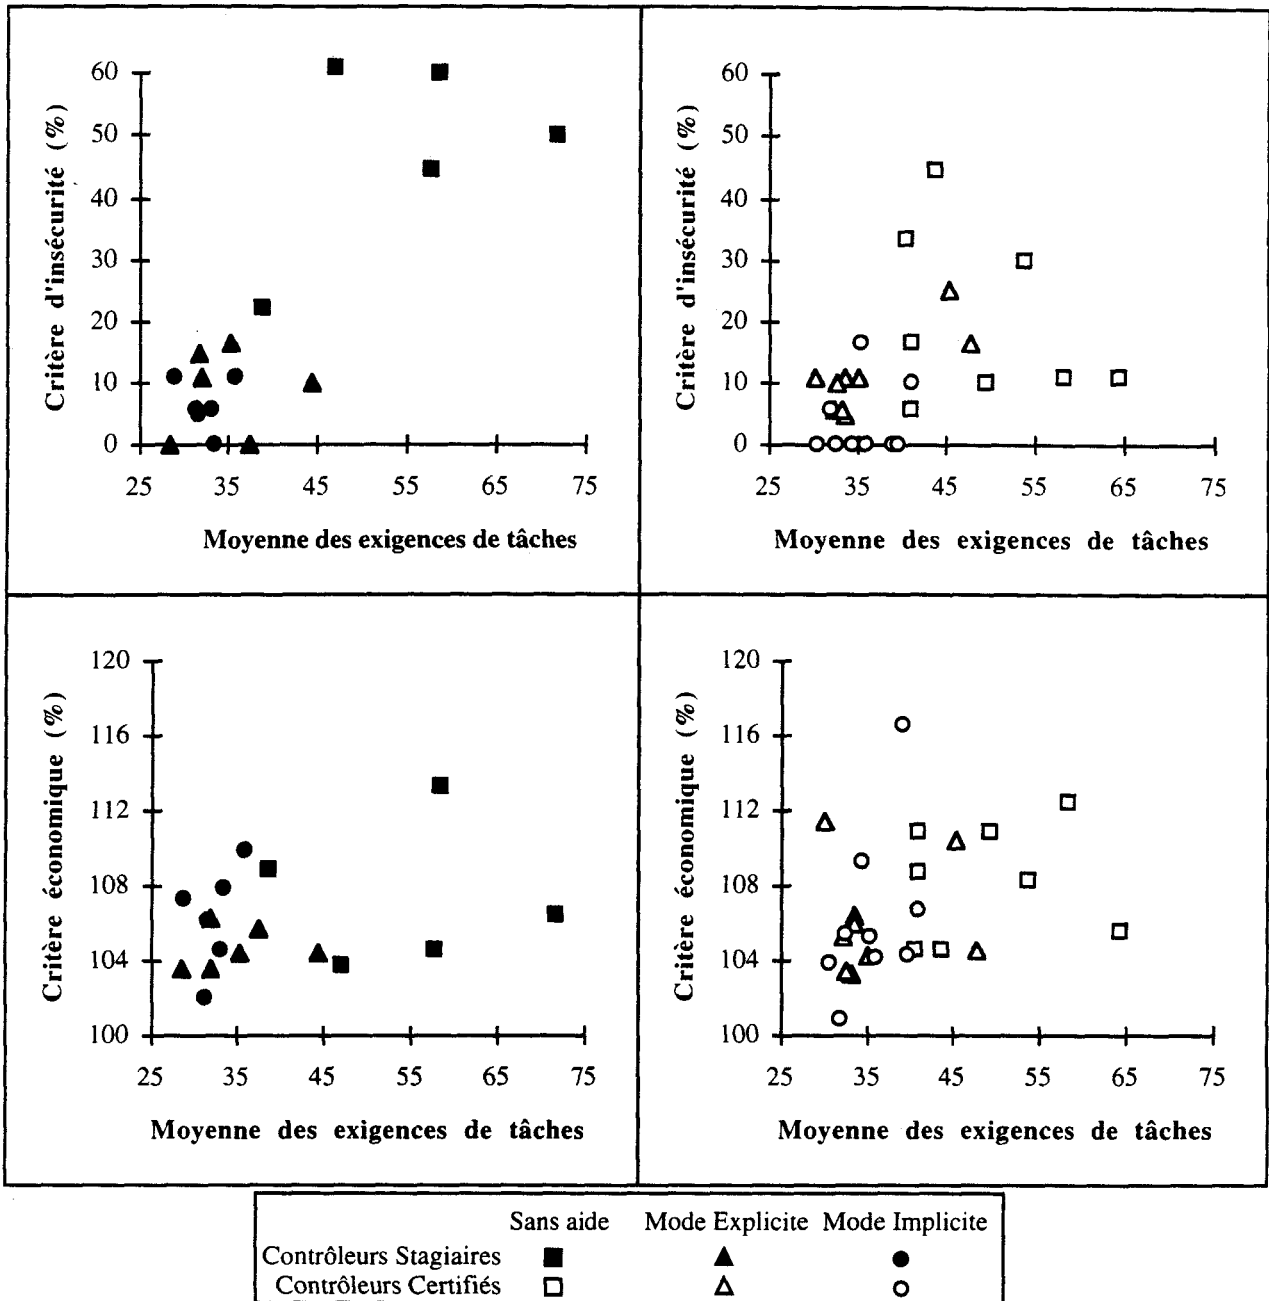 60
50
40
30
20
10
0
Critère d'insécurité (%)
25 35 45 55 65 75
Moyenne des exigences de tâches
60
50
40
30
20
10
0
Critère d'insécurité (%)
25 35 45 55 65 75
Moyenne des exigences de tâches
120
116
112
108
104
100
Critère économique (%)
25 35 45 55 65 75
Moyenne des exigences de tâches
120
116
112
108
104
100
Critère économique (%)
25 35 45 55 65 75
Moyenne des exigences de tâches
Sans aide Mode Explicite Mode Implicite
Contrôleurs Stagiaires
Contrôleurs Certifiés